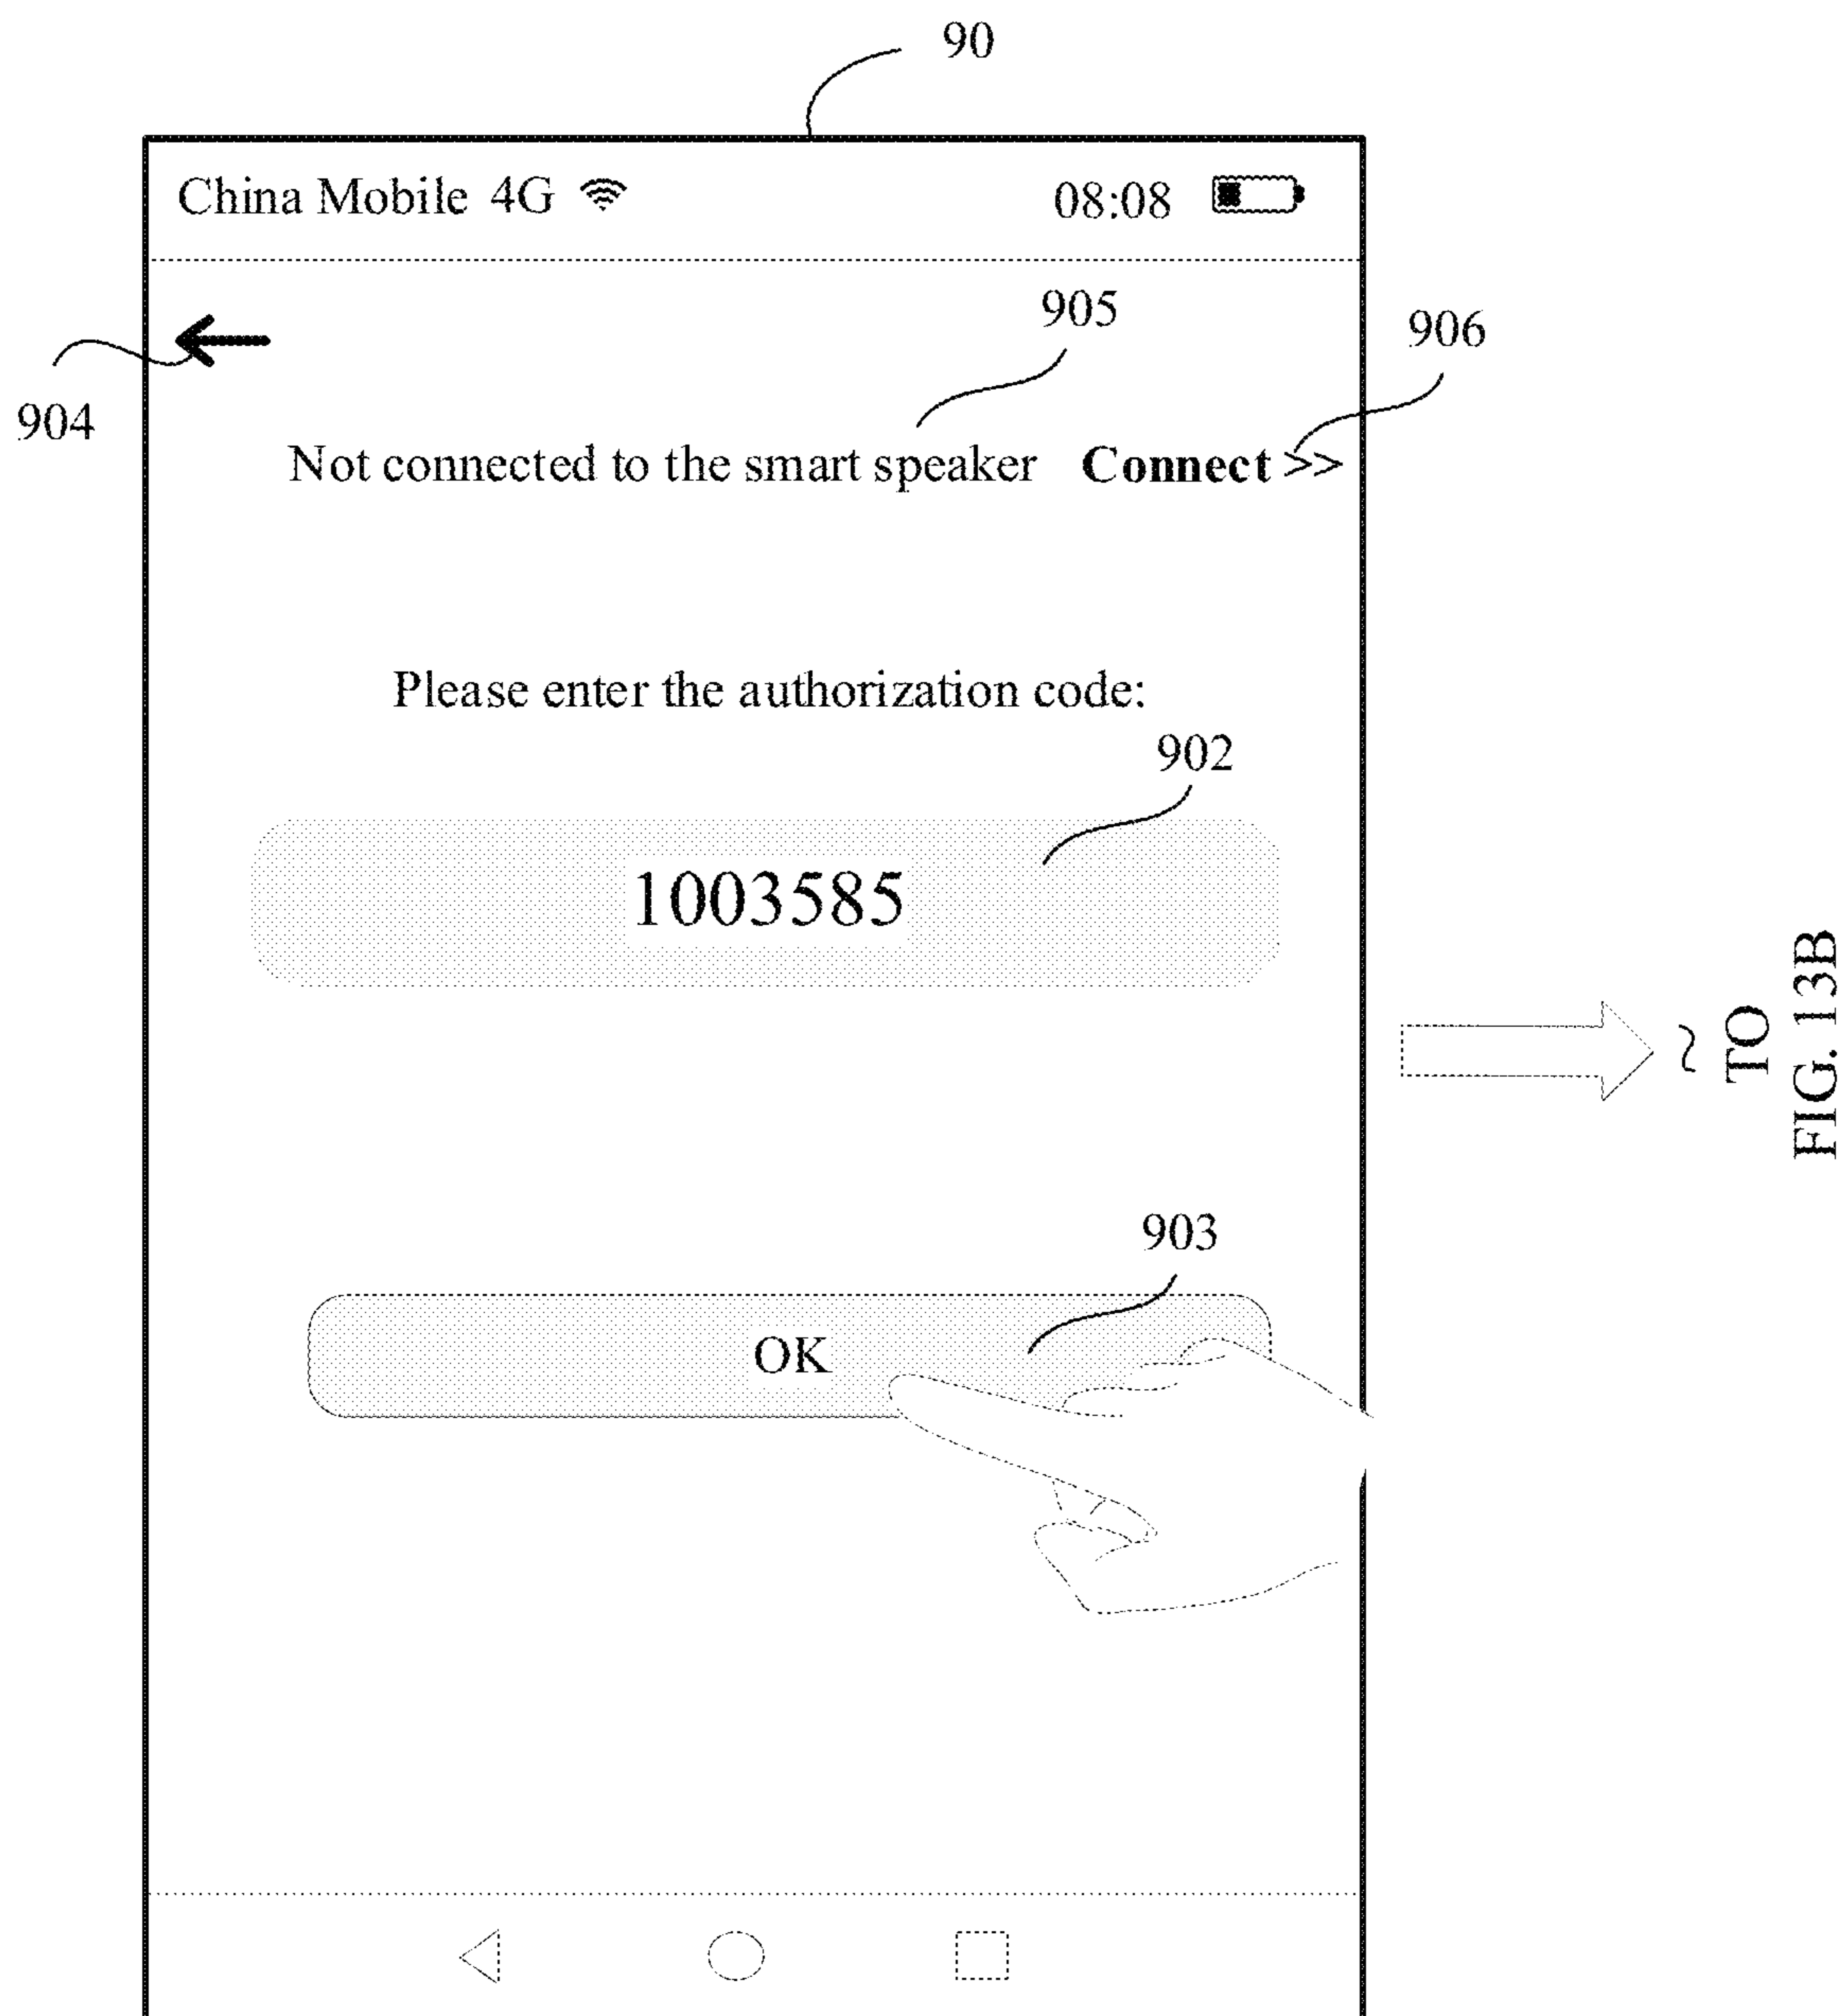 90
China Mobile 4G 08:08
905
906
904
Not connected to the smart speaker Connect >>
Please enter the authorization code:
902
1003585
903
OK
~ TO
FIG. 13B